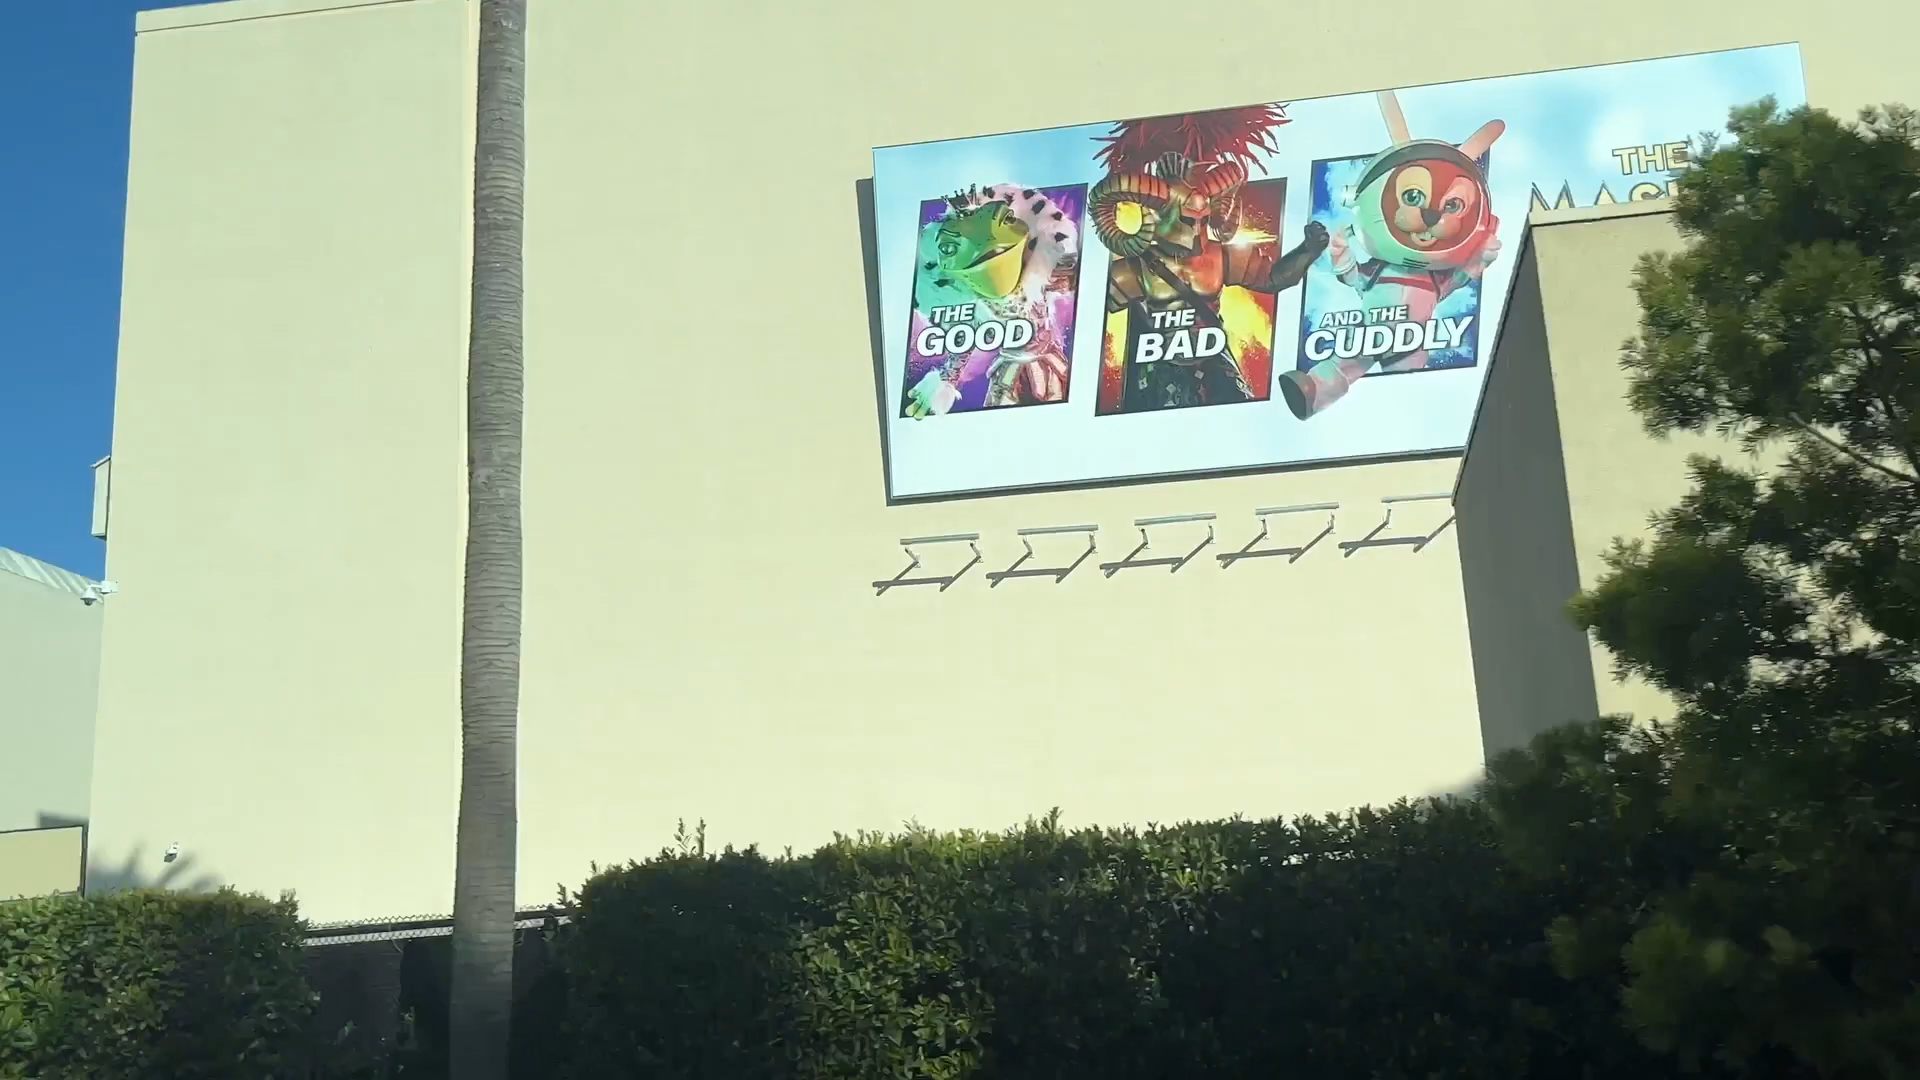 THE
GOOD
THE
BAD
AND THE
CUDDLY
THE